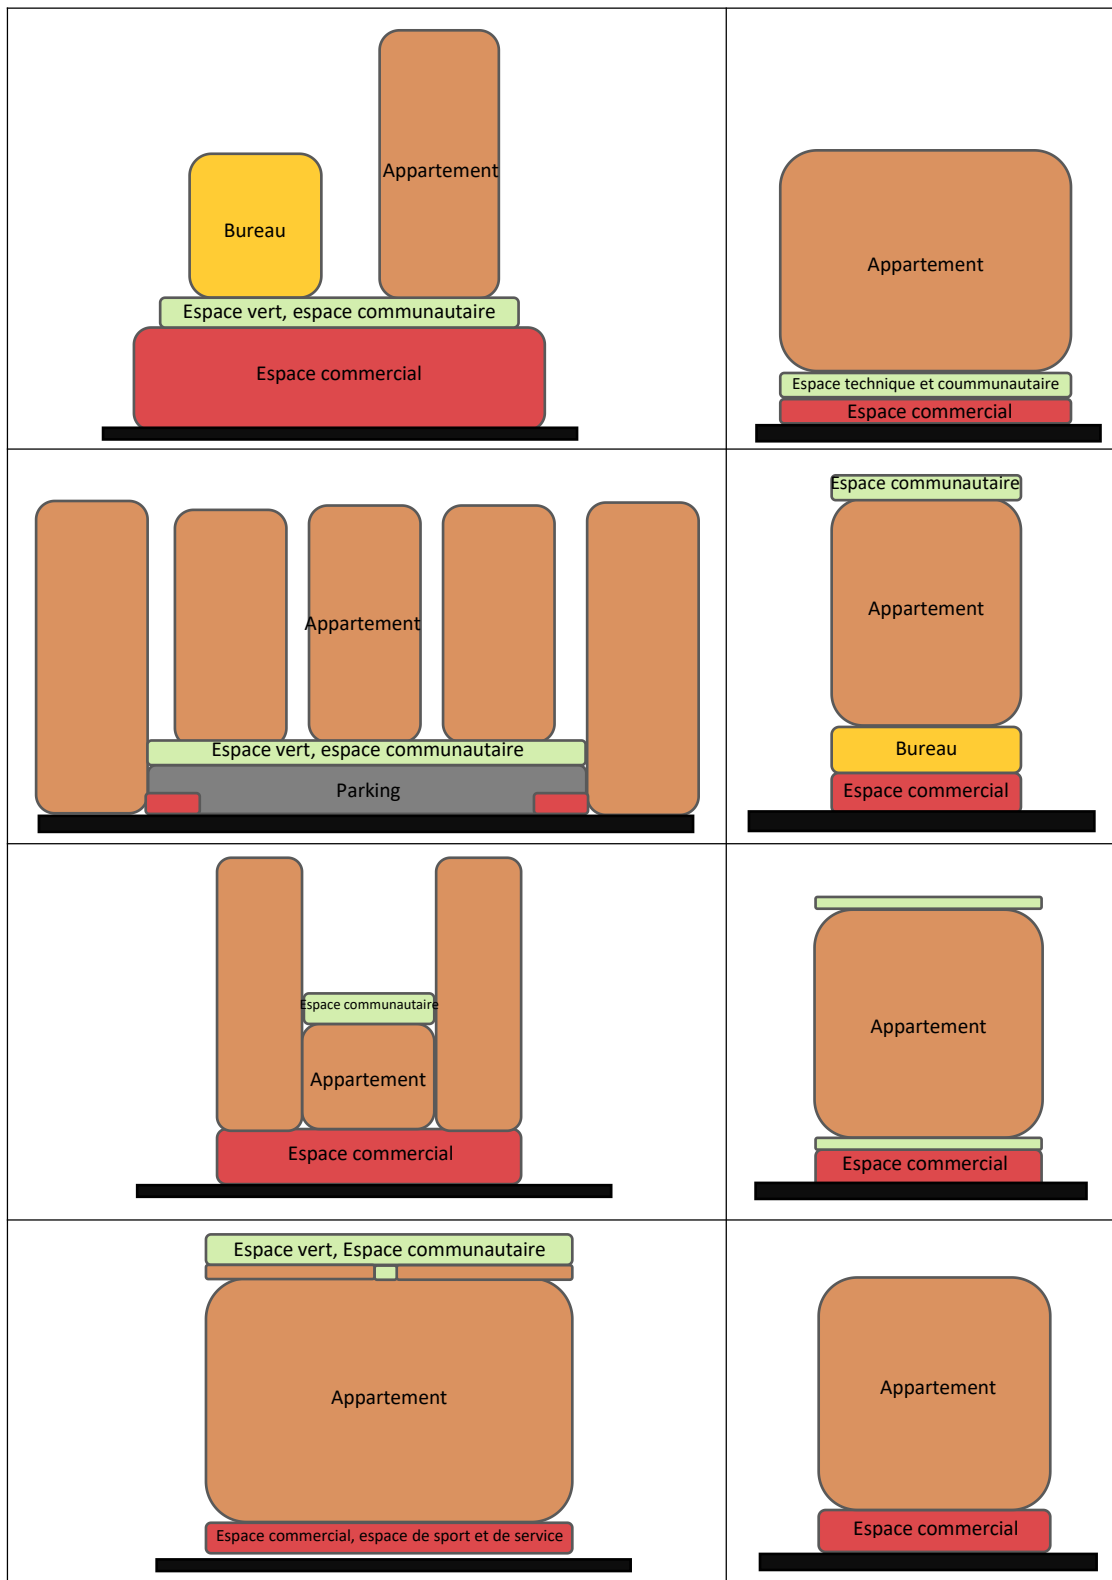 Appartement
Bureau
Espace vert, espace communautaire
Espace commercial
Appartement
Espace technique et coummunautaire
Espace commercial
Appartement
Espace vert, espace communautaire
Parking
Espace communautaire
Appartement
Bureau
Espace commercial
Espace communautaire
Appartement
Espace commercial
Appartement
Espace commercial
Espace vert, Espace communautaire
Appartement
Espace commercial, espace de sport et de service
Appartement
Espace commercial